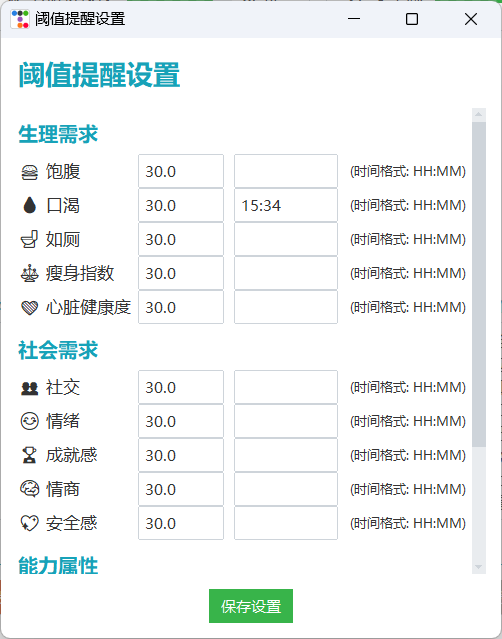 阈值提醒设置
阈值提醒设置
生理需求
饱腹 30.0 (时间格式: HH:MM)
口渴 30.0 15:34 (时间格式: HH:MM)
如厕 30.0 (时间格式: HH:MM)
瘦身指数 30.0 (时间格式: HH:MM)
心脏健康度 30.0 (时间格式: HH:MM)
社会需求
社交 30.0 (时间格式: HH:MM)
情绪 30.0 (时间格式: HH:MM)
成就感 30.0 (时间格式: HH:MM)
情商 30.0 (时间格式: HH:MM)
安全感 30.0 (时间格式: HH:MM)
能力属性
保存设置